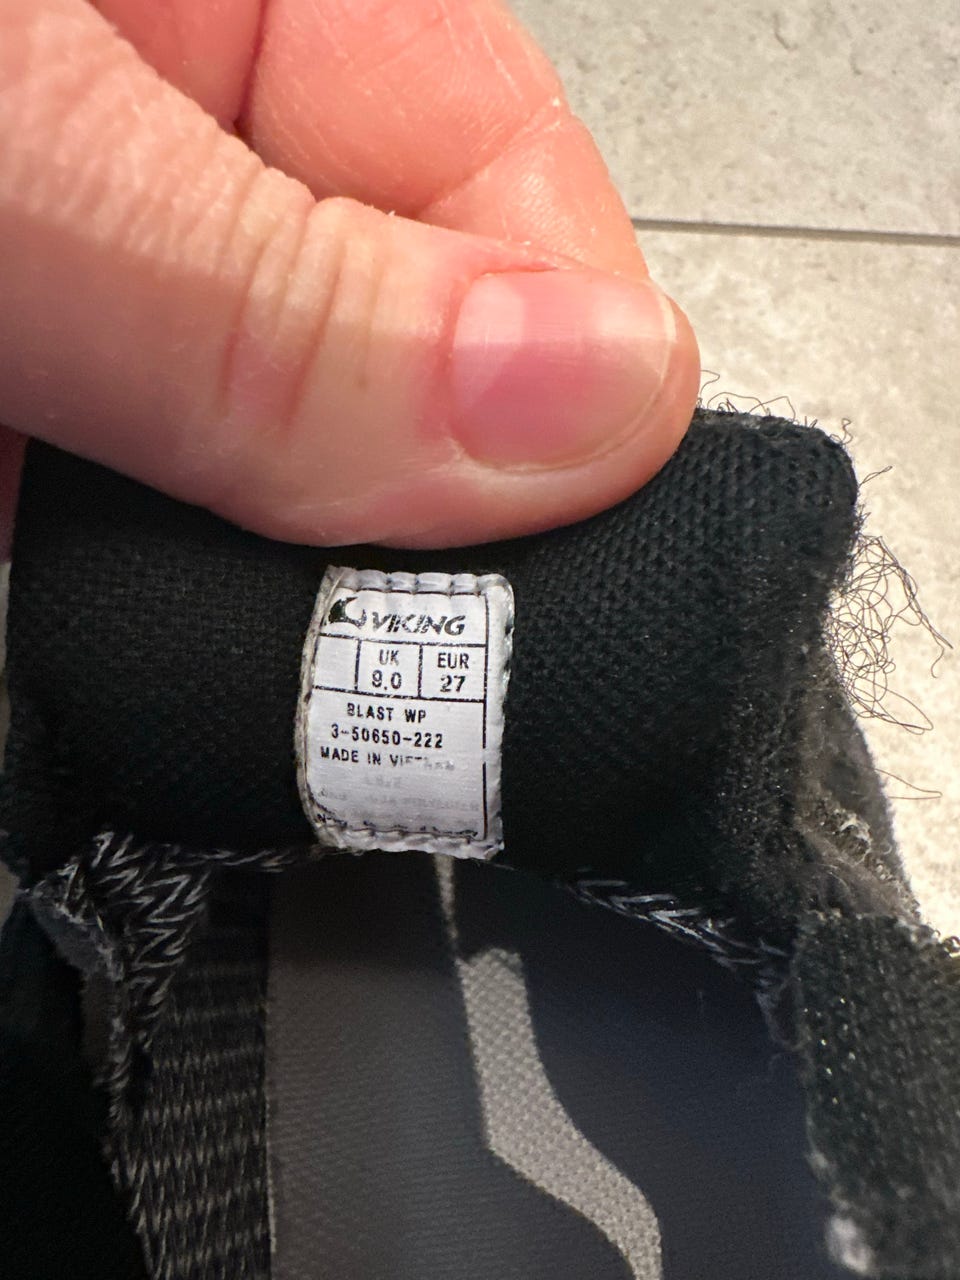 VIKING
UK EUR
9.0 27
BLAST WP
3-50650-222
MADE IN VIETNAM